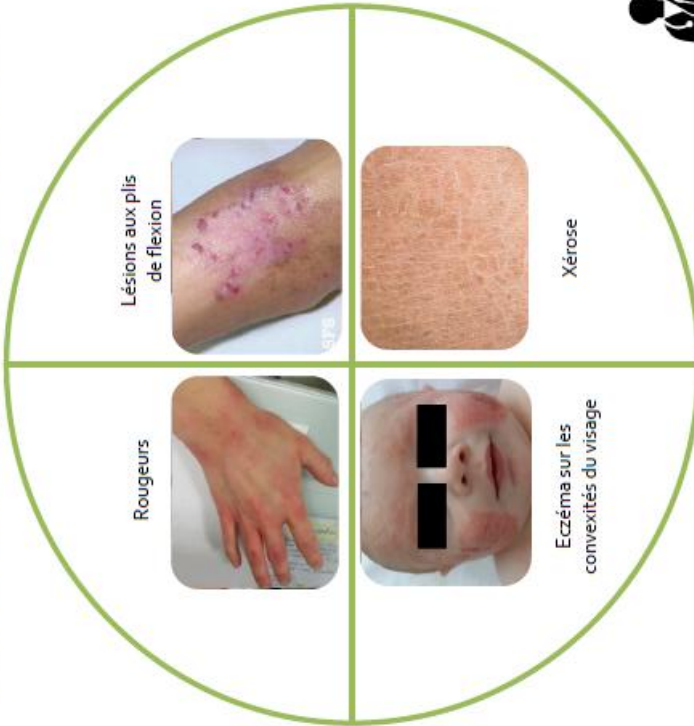 Rougeurs
Lésions aux plis
de flexion
Eczéma sur les
convexités du visage
Xérose